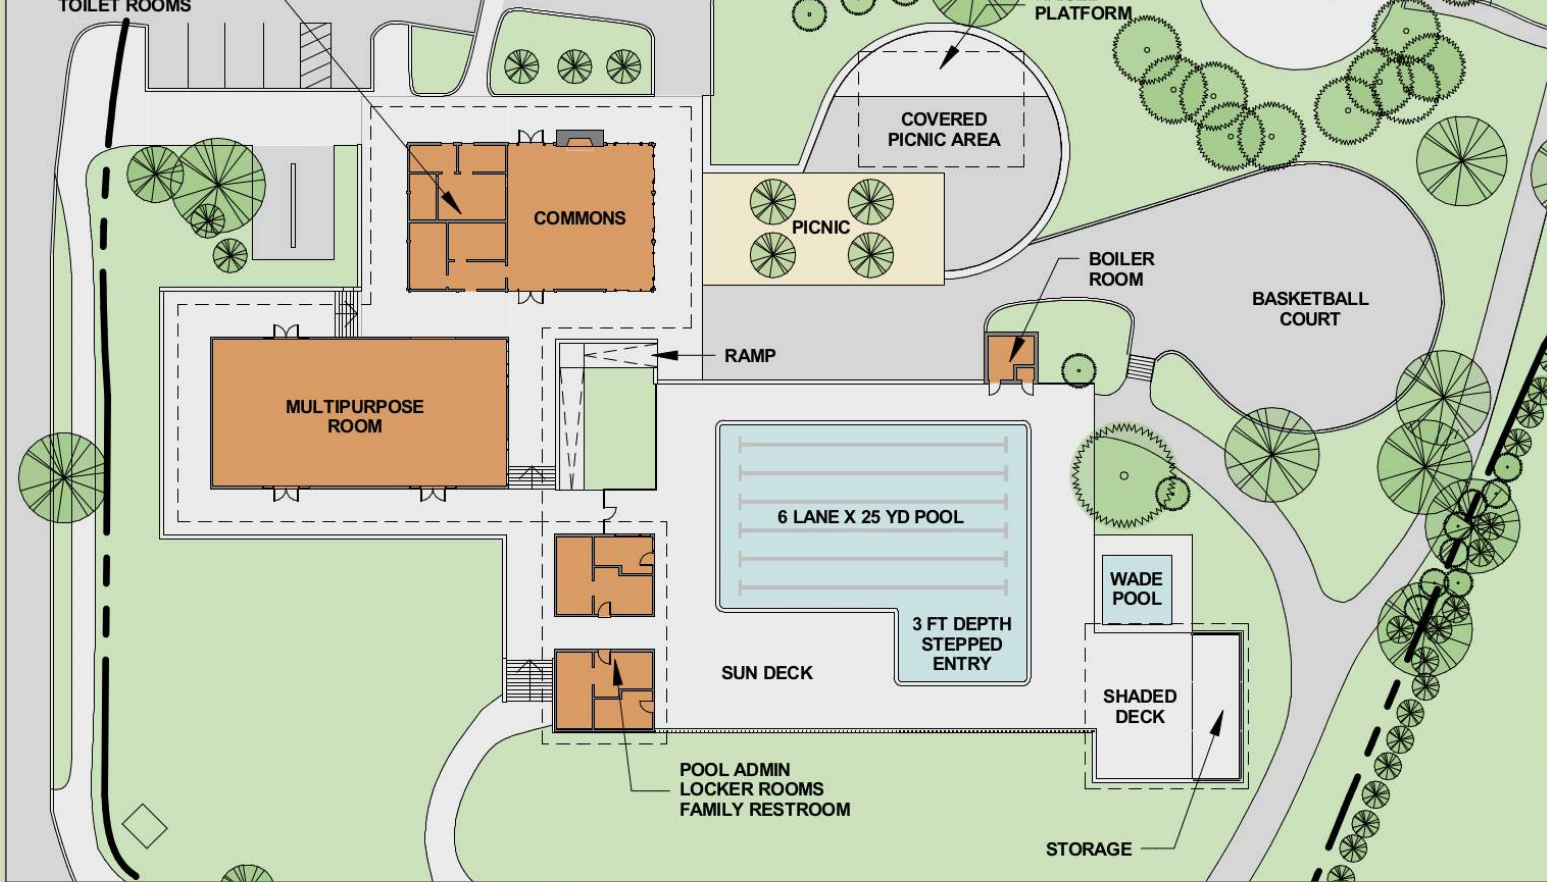 TOILET ROOMS
PLATFORM
COVERED
PICNIC AREA
COMMONS
PICNIC
BOILER
ROOM
BASKETBALL
COURT
RAMP
MULTIPURPOSE
ROOM
6 LANE X 25 YD POOL
WADE
POOL
3 FT DEPTH
STEPPED
ENTRY
SUN DECK
SHADED
DECK
POOL ADMIN
LOCKER ROOMS
FAMILY RESTROOM
STORAGE